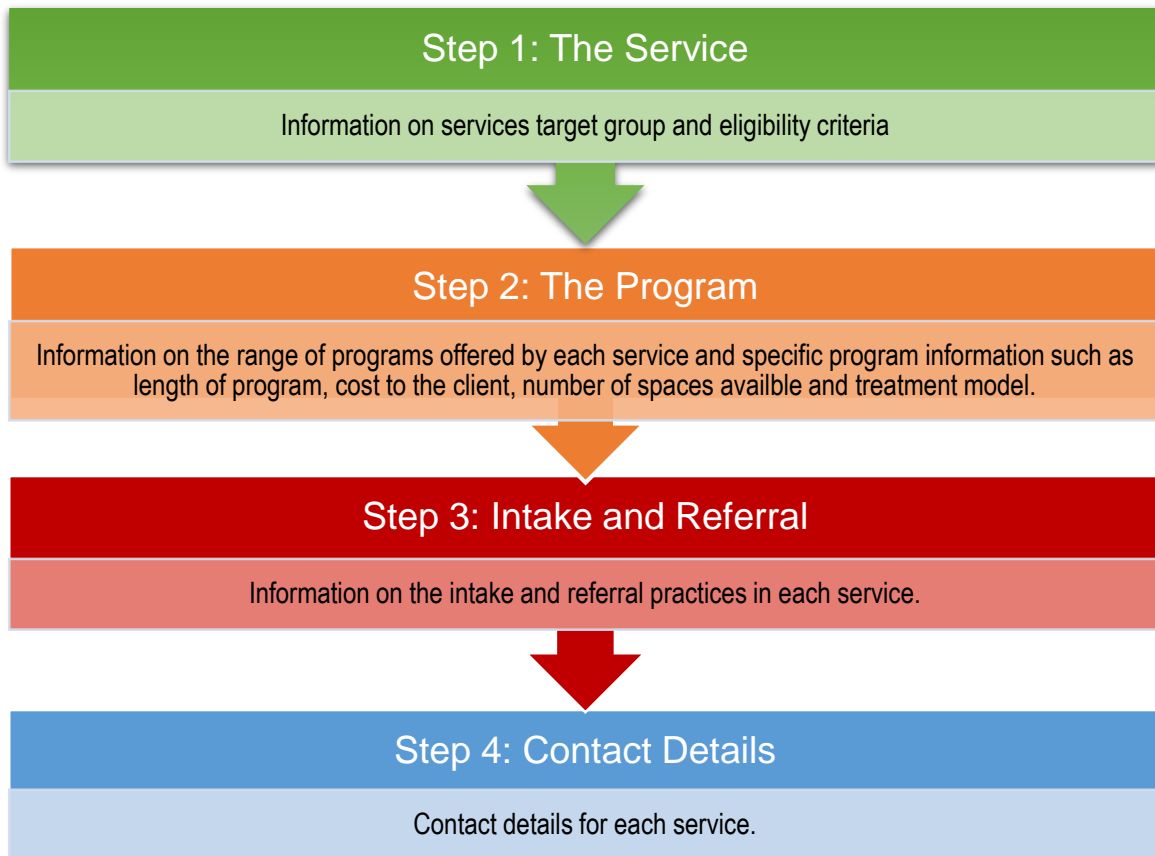 Step 1: The Service
Information on services target group and eligibility criteria
Step 2: The Program
Information on the range of programs offered by each service and specific program information such as
length of program, cost to the client, number of spaces availble and treatment model.
Step 3: Intake and Referral
Information on the intake and referral practices in each service.
Step 4: Contact Details
Contact details for each service.